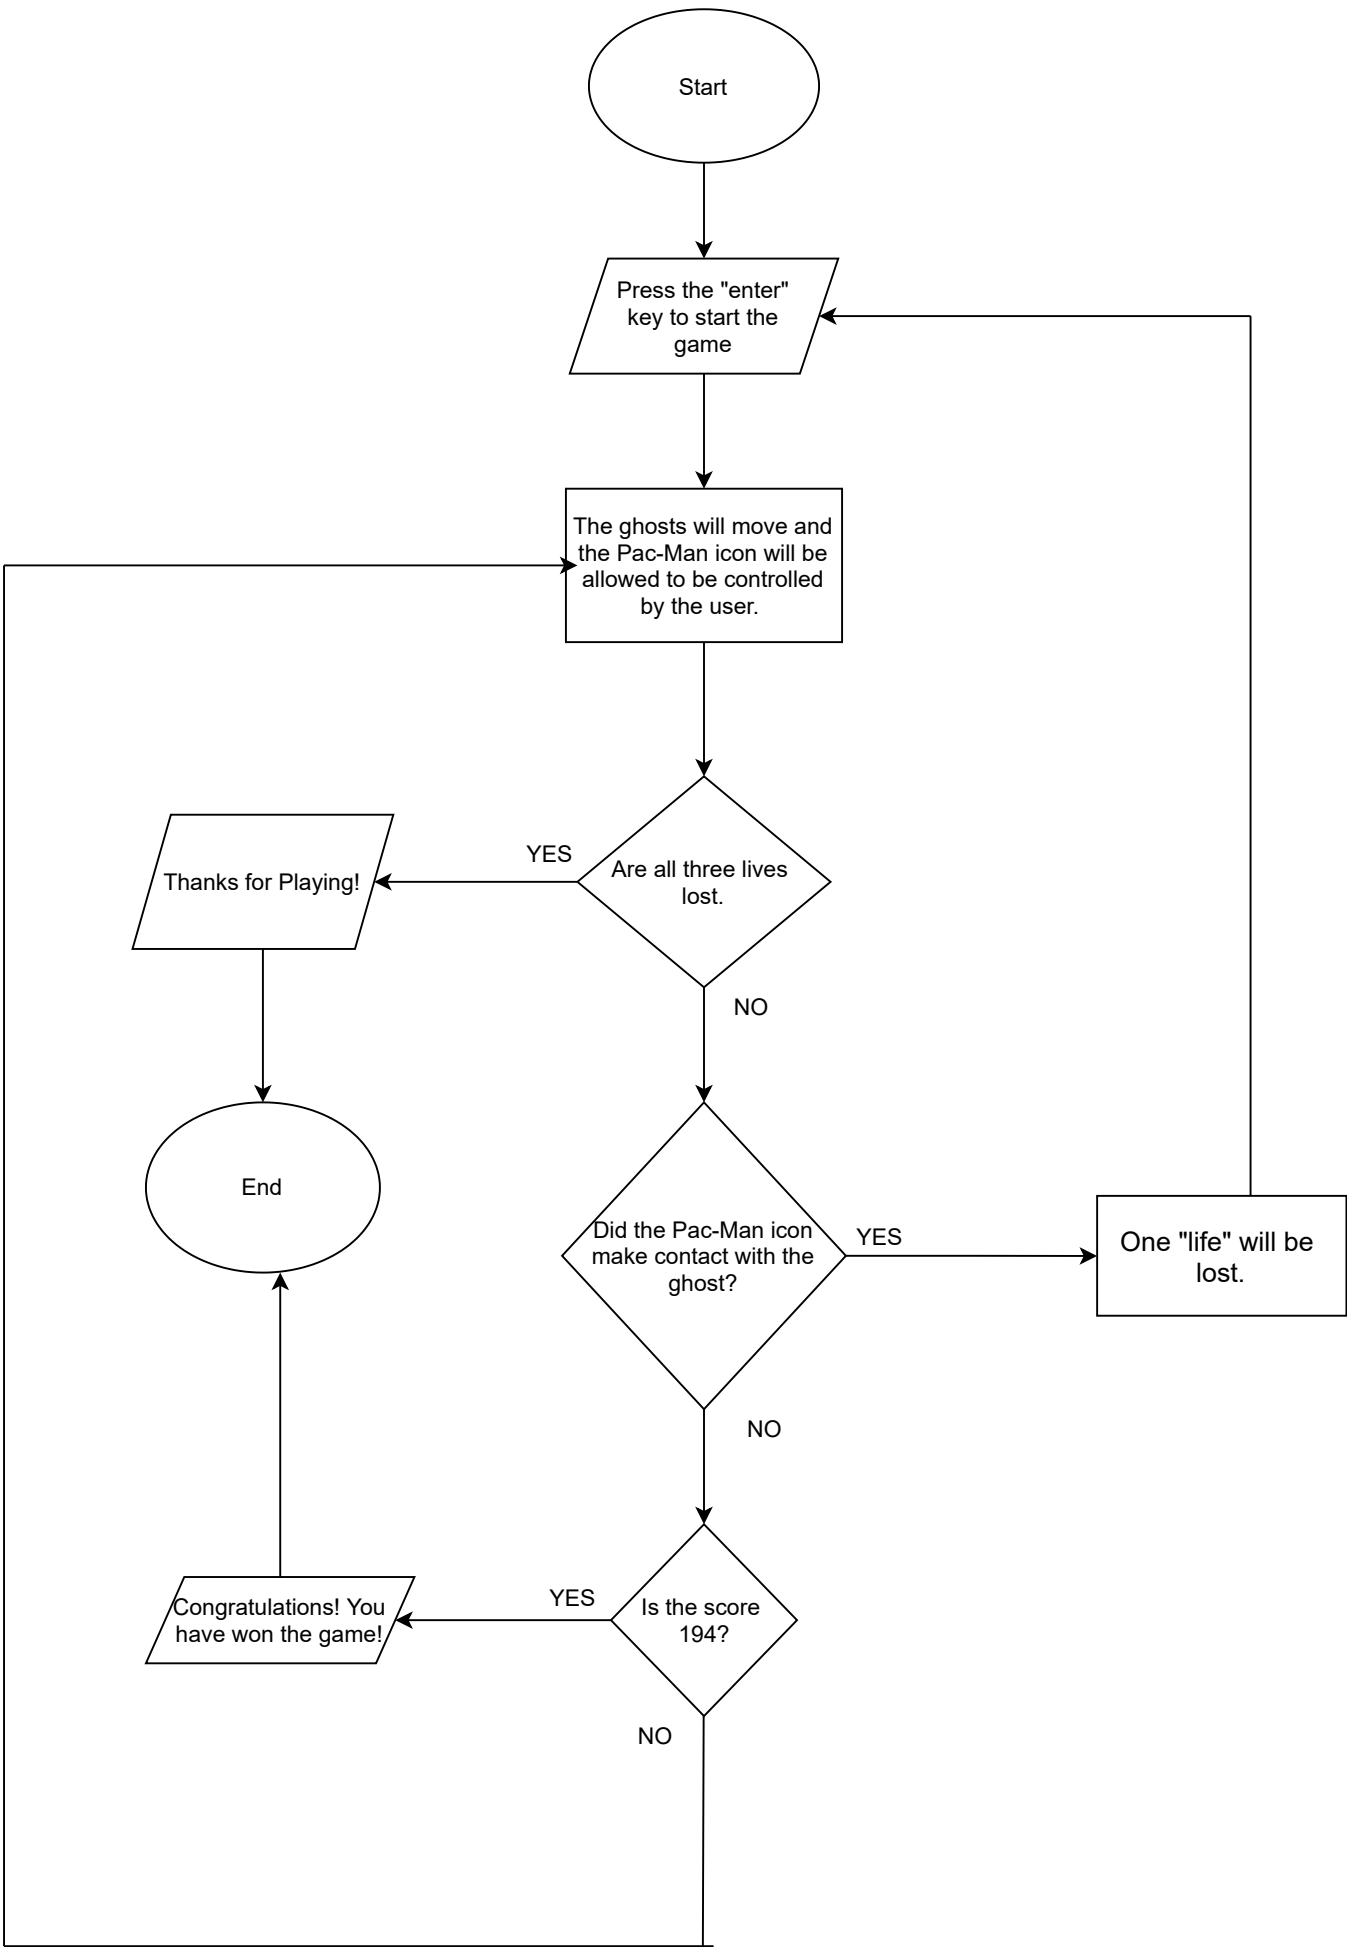 Start
Press the "enter"
key to start the
game
The ghosts will move and
the Pac-Man icon will be
allowed to be controlled
by the user.
YES
Are all three lives
lost.
Thanks for Playing!
NO
End
Did the Pac-Man icon
make contact with the
ghost?
YES
One "life" will be
lost.
NO
YES
Is the score
194?
Congratulations! You
have won the game!
NO